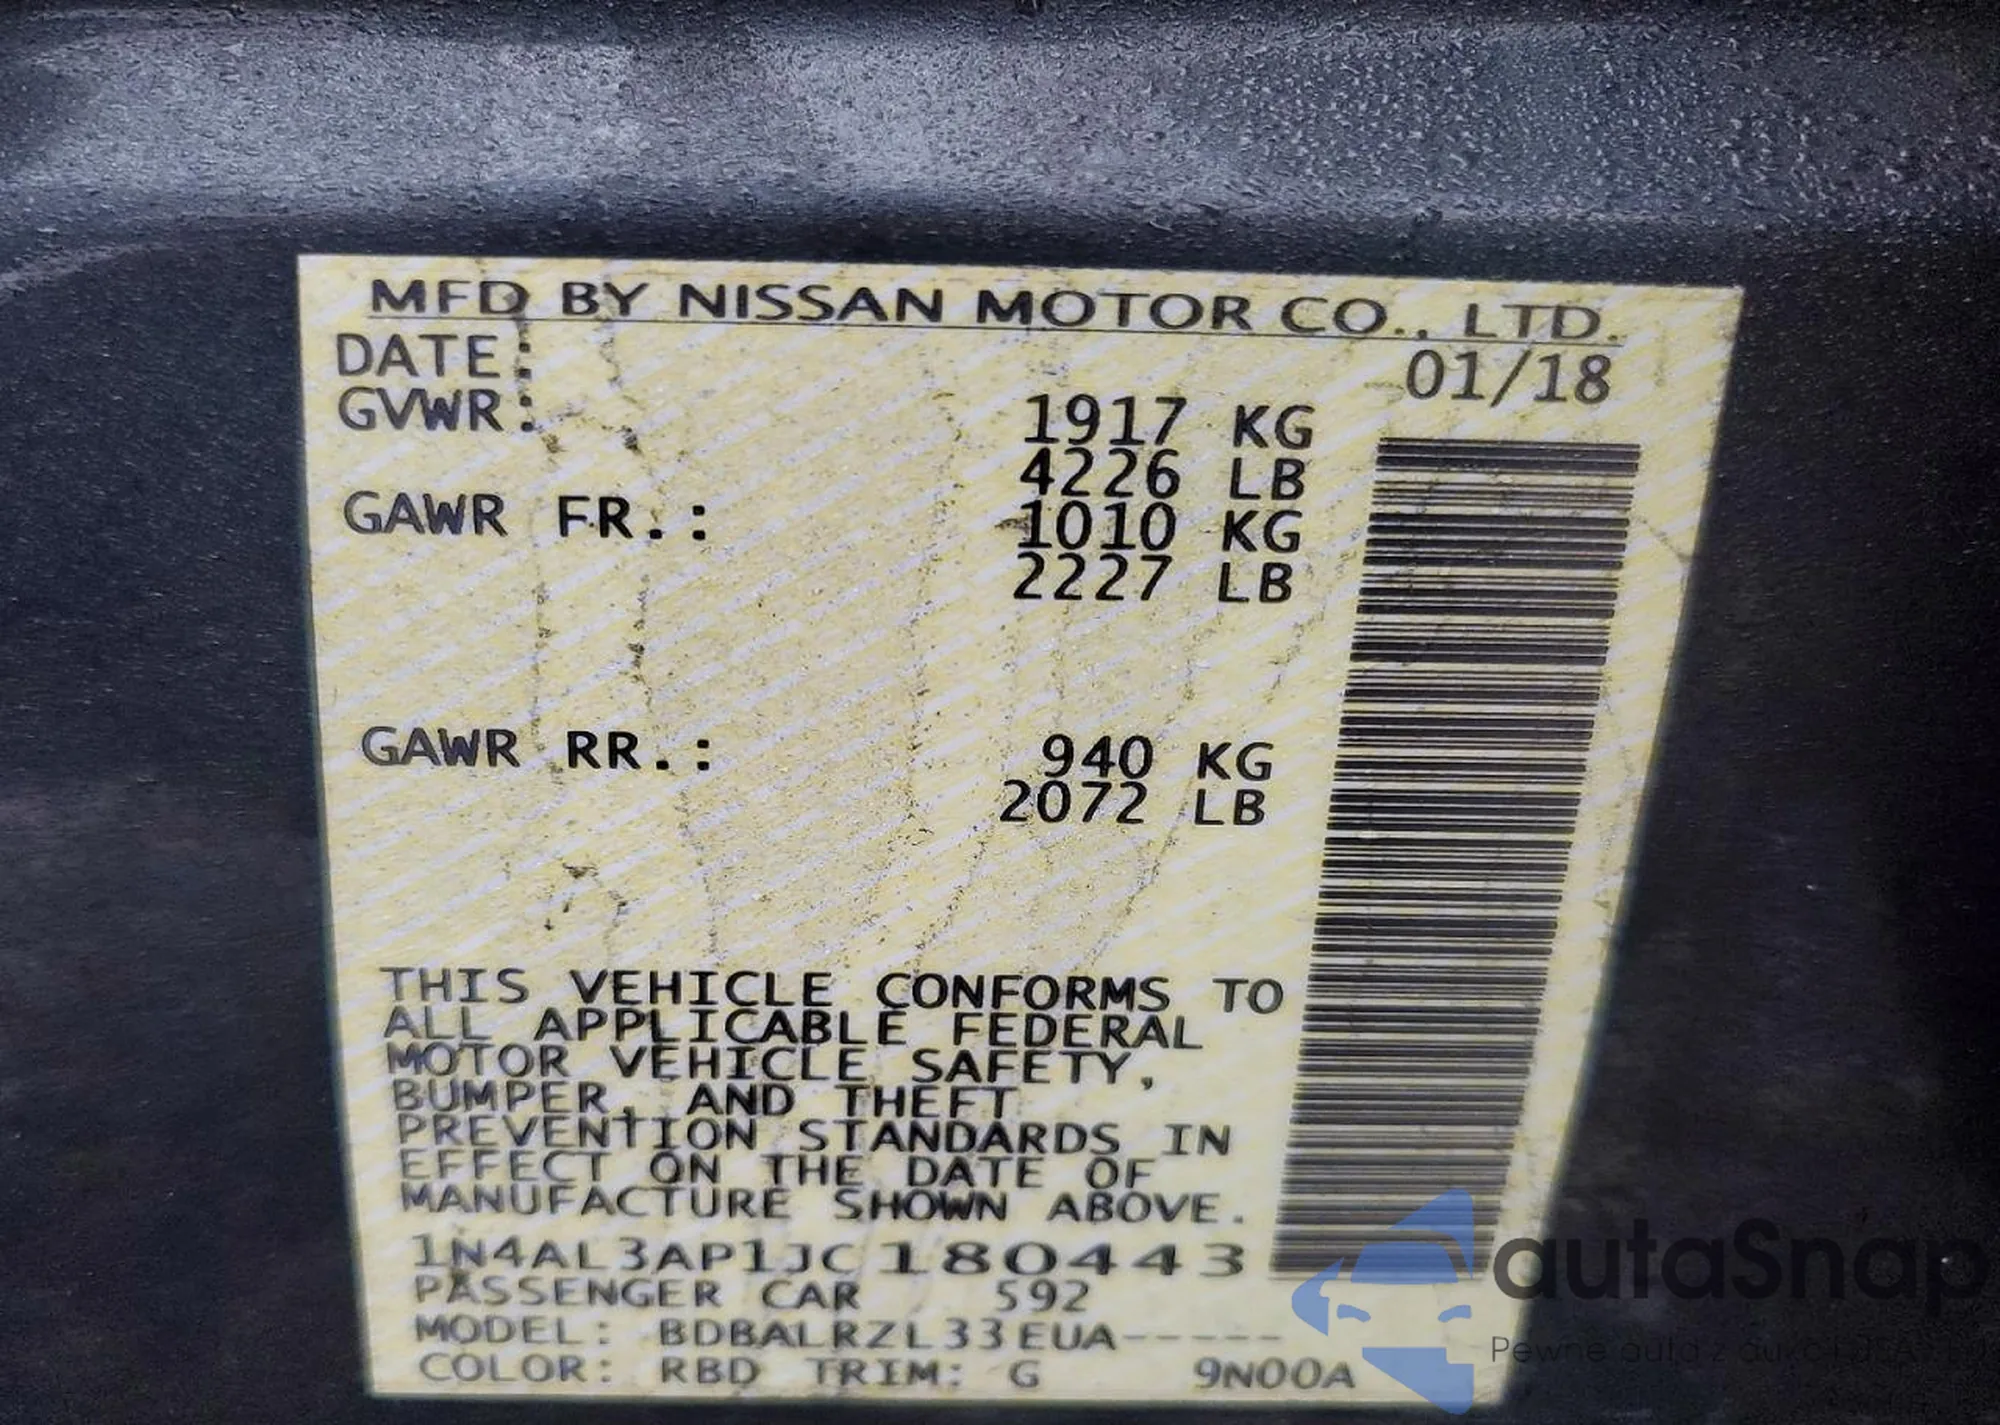 MFD BY NISSAN MOTOR CO., LTD.
DATE: 01/18
GVWR: 1917 KG
4226 LB
GAWR FR.: 1010 KG
2227 LB
GAWR RR.: 940 KG
2072 LB
THIS VEHICLE CONFORMS TO
ALL APPLICABLE FEDERAL
MOTOR VEHICLE SAFETY,
BUMPER, AND THEFT
PREVENTION STANDARDS IN
EFFECT ON THE DATE OF
MANUFACTURE SHOWN ABOVE.
1N4AL3AP1JC180443
PASSENGER CAR 592
MODEL: BDBALRZL33EUA-----
COLOR: RBD TRIM: G 9N00A
autaSnap
Pewne auta z aukcji